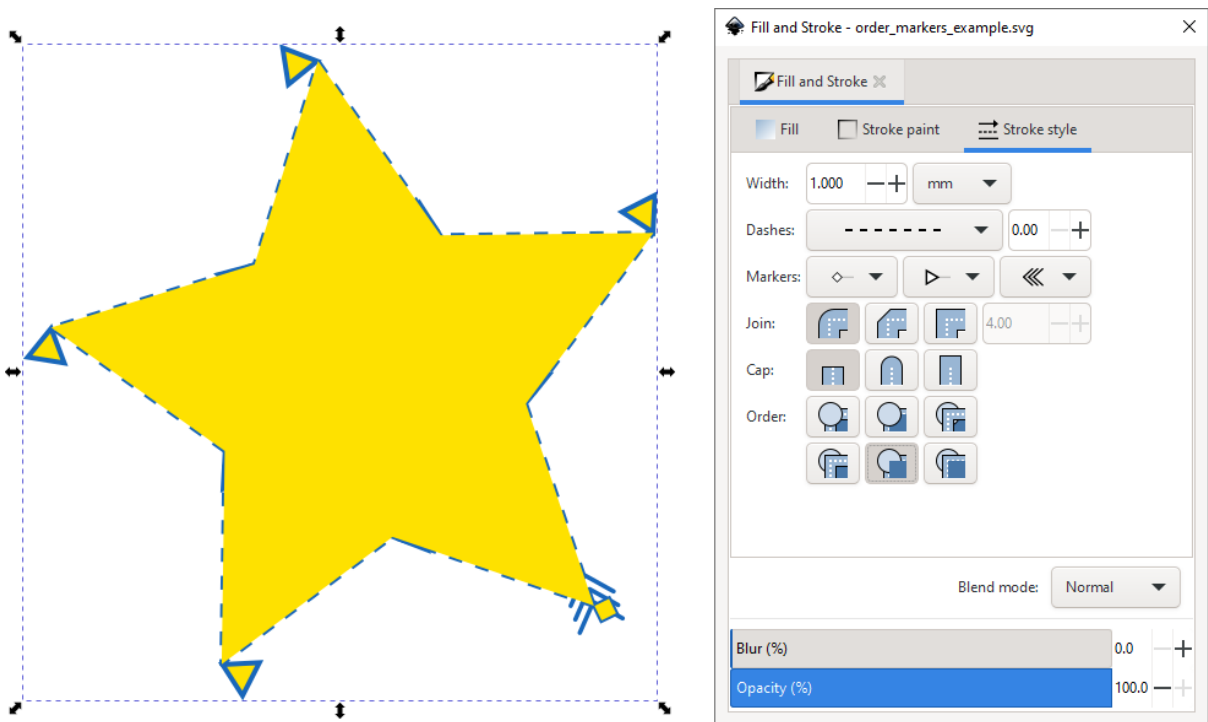 Fill and Stroke - order_markers_example.svg
Fill and Stroke
Fill Stroke paint Stroke style
Width: 1.000 mm
Dashes: 0.00
Markers:
Join: 4.00
Cap:
Order:
Blend mode: Normal
Blur (%) 0.0
Opacity (%) 100.0